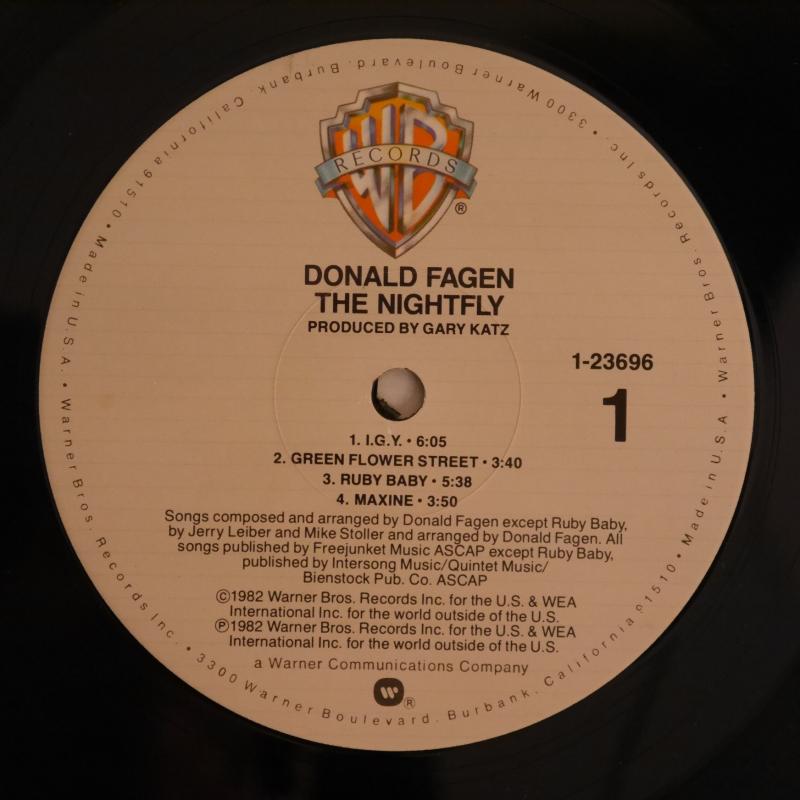 WB
RECORDS
®
DONALD FAGEN
THE NIGHTFLY
PRODUCED BY GARY KATZ
1-23696
1
1. I.G.Y. • 6:05
2. GREEN FLOWER STREET • 3:40
3. RUBY BABY • 5:38
4. MAXINE • 3:50
Songs composed and arranged by Donald Fagen except Ruby Baby,
by Jerry Leiber and Mike Stoller and arranged by Donald Fagen. All
songs published by Freejunket Music ASCAP except Ruby Baby,
published by Intersong Music/Quintet Music/
Bienstock Pub. Co. ASCAP
©1982 Warner Bros. Records Inc. for the U.S. & WEA
International Inc. for the world outside of the U.S.
℗1982 Warner Bros. Records Inc. for the U.S. & WEA
International Inc. for the world outside of the U.S.
a Warner Communications Company
®
Warner Bros. Records Inc. • 3300 Warner Boulevard. Burbank. California 91510 • Made in U.S.A. • Warner Bros. Records Inc. • 3300 Warner Boulevard. Burbank. California 91510 • Made in U.S.A •